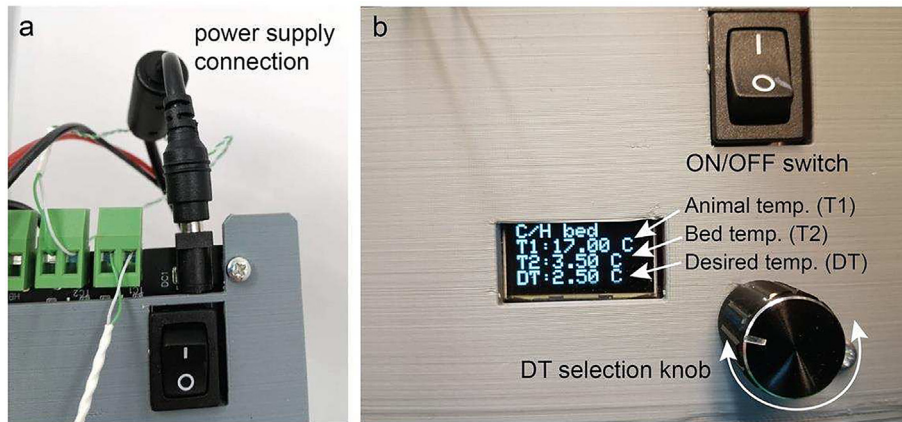 a
power supply
connection
DC1
I
O
b
I
O
ON/OFF switch
C/H bed
T1:17.00 C
T2:3.50 C
DT:2.50 C
Animal temp. (T1)
Bed temp. (T2)
Desired temp. (DT)
DT selection knob